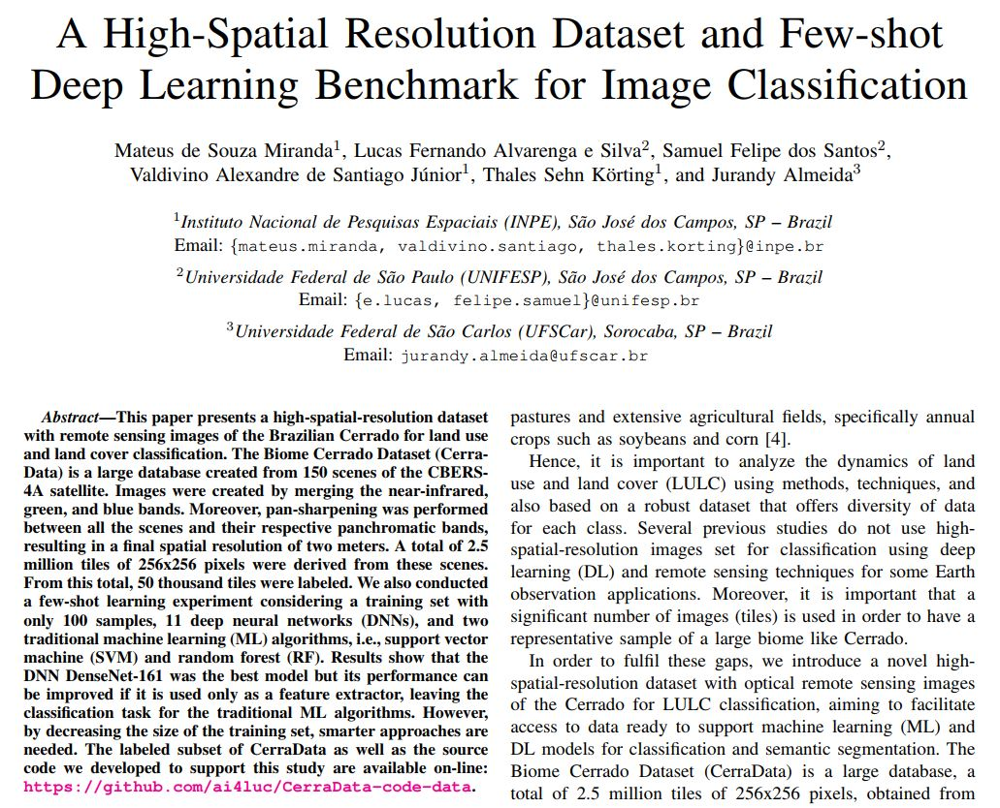 A High-Spatial Resolution Dataset and Few-shot
Deep Learning Benchmark for Image Classification
Mateus de Souza Miranda1, Lucas Fernando Alvarenga e Silva2, Samuel Felipe dos Santos2,
Valdivino Alexandre de Santiago Júnior1, Thales Sehn Körting1, and Jurandy Almeida3
1Instituto Nacional de Pesquisas Espaciais (INPE), São José dos Campos, SP – Brazil
Email: {mateus.miranda, valdivino.santiago, thales.korting}@inpe.br
2Universidade Federal de São Paulo (UNIFESP), São José dos Campos, SP – Brazil
Email: {e.lucas, felipe.samuel}@unifesp.br
3Universidade Federal de São Carlos (UFSCar), Sorocaba, SP – Brazil
Email: jurandy.almeida@ufscar.br
Abstract—This paper presents a high-spatial-resolution dataset
with remote sensing images of the Brazilian Cerrado for land use
and land cover classification. The Biome Cerrado Dataset (Cerra-
Data) is a large database created from 150 scenes of the CBERS-
4A satellite. Images were created by merging the near-infrared,
green, and blue bands. Moreover, pan-sharpening was performed
between all the scenes and their respective panchromatic bands,
resulting in a final spatial resolution of two meters. A total of 2.5
million tiles of 256x256 pixels were derived from these scenes.
From this total, 50 thousand tiles were labeled. We also conducted
a few-shot learning experiment considering a training set with
only 100 samples, 11 deep neural networks (DNNs), and two
traditional machine learning (ML) algorithms, i.e., support vector
machine (SVM) and random forest (RF). Results show that the
DNN DenseNet-161 was the best model but its performance can
be improved if it is used only as a feature extractor, leaving the
classification task for the traditional ML algorithms. However,
by decreasing the size of the training set, smarter approaches are
needed. The labeled subset of CerraData as well as the source
code we developed to support this study are available on-line:
https://github.com/ai4luc/CerraData-code-data.
pastures and extensive agricultural fields, specifically annual
crops such as soybeans and corn [4].
Hence, it is important to analyze the dynamics of land
use and land cover (LULC) using methods, techniques, and
also based on a robust dataset that offers diversity of data
for each class. Several previous studies do not use high-
spatial-resolution images set for classification using deep
learning (DL) and remote sensing techniques for some Earth
observation applications. Moreover, it is important that a
significant number of images (tiles) is used in order to have a
representative sample of a large biome like Cerrado.
In order to fulfil these gaps, we introduce a novel high-
spatial-resolution dataset with optical remote sensing images
of the Cerrado for LULC classification, aiming to facilitate
access to data ready to support machine learning (ML) and
DL models for classification and semantic segmentation. The
Biome Cerrado Dataset (CerraData) is a large database, a
total of 2.5 million tiles of 256x256 pixels, obtained from